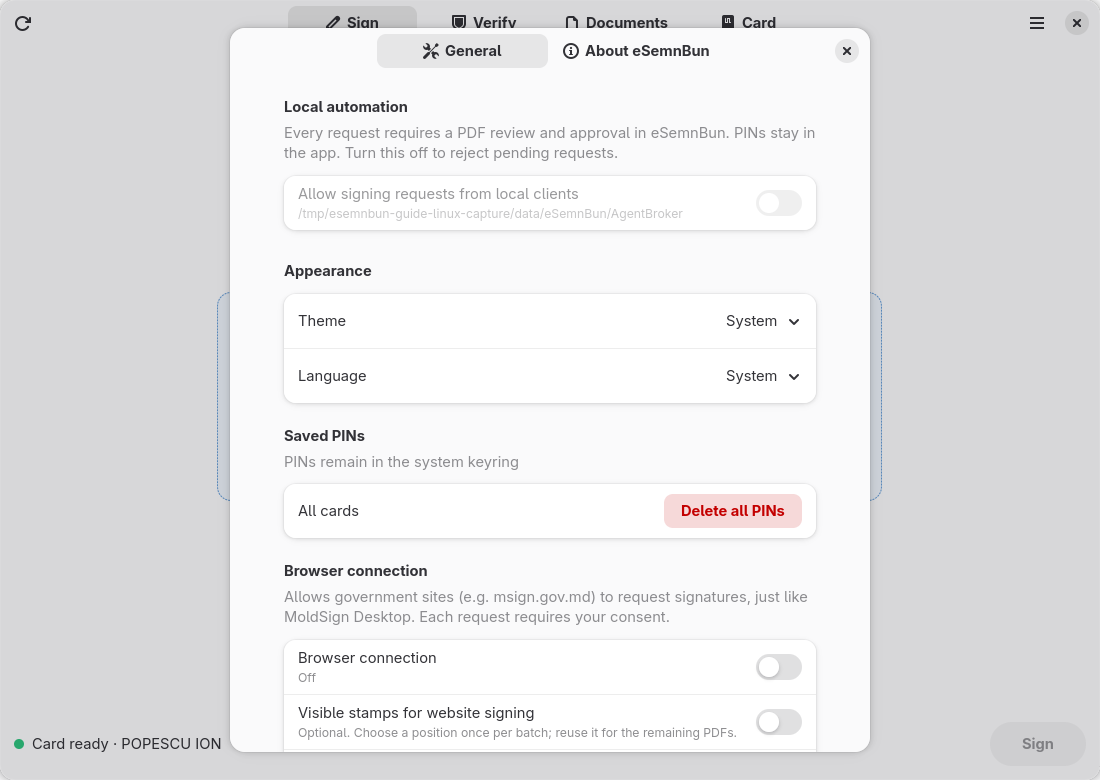 Sign
Verify
Documents
Card
General
About eSemnBun
Local automation
Every request requires a PDF review and approval in eSemnBun. PINs stay in
the app. Turn this off to reject pending requests.
Allow signing requests from local clients
/tmp/esemnbun-guide-linux-capture/data/eSemnBun/AgentBroker
Appearance
Theme
System
Language
System
Saved PINs
PINs remain in the system keyring
All cards
Delete all PINs
Browser connection
Allows government sites (e.g. msign.gov.md) to request signatures, just like
MoldSign Desktop. Each request requires your consent.
Browser connection
Off
Visible stamps for website signing
Optional. Choose a position once per batch; reuse it for the remaining PDFs.
Card ready · POPESCU ION
Sign